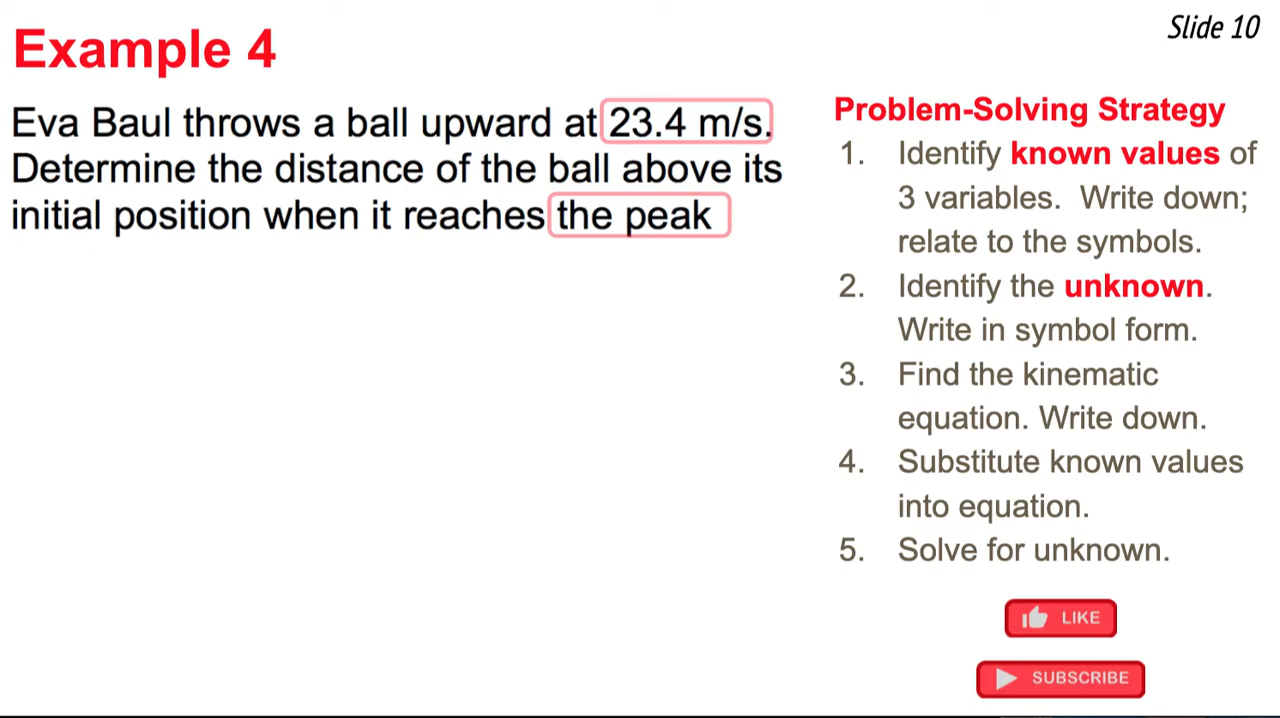 Slide 10
Example 4
Eva Baul throws a ball upward at 23.4 m/s.
Determine the distance of the ball above its
initial position when it reaches the peak
Problem-Solving Strategy
1. Identify known values of
3 variables. Write down;
relate to the symbols.
2. Identify the unknown.
Write in symbol form.
3. Find the kinematic
equation. Write down.
4. Substitute known values
into equation.
5. Solve for unknown.
LIKE
SUBSCRIBE